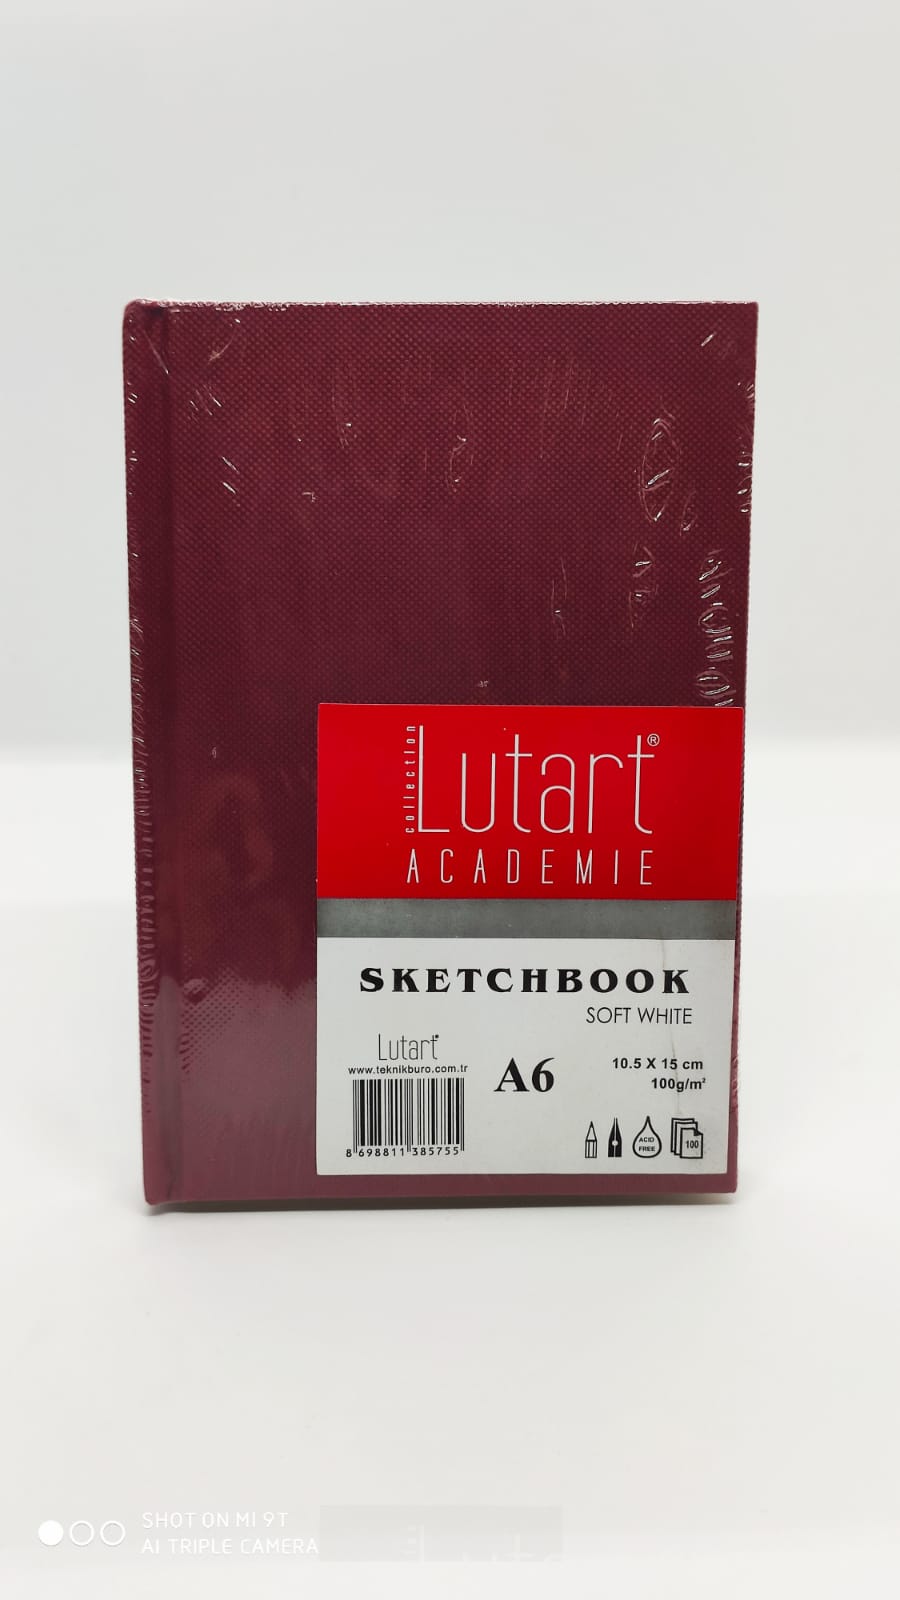 collection
Lutart®
ACADEMIE
SKETCHBOOK
SOFT WHITE
Lutart®
www.teknikburo.com.tr
8 698811 385755
A6
10.5 X 15 cm
100g/m²
ACID
FREE
100
SHOT ON MI 9T
AI TRIPLE CAMERA